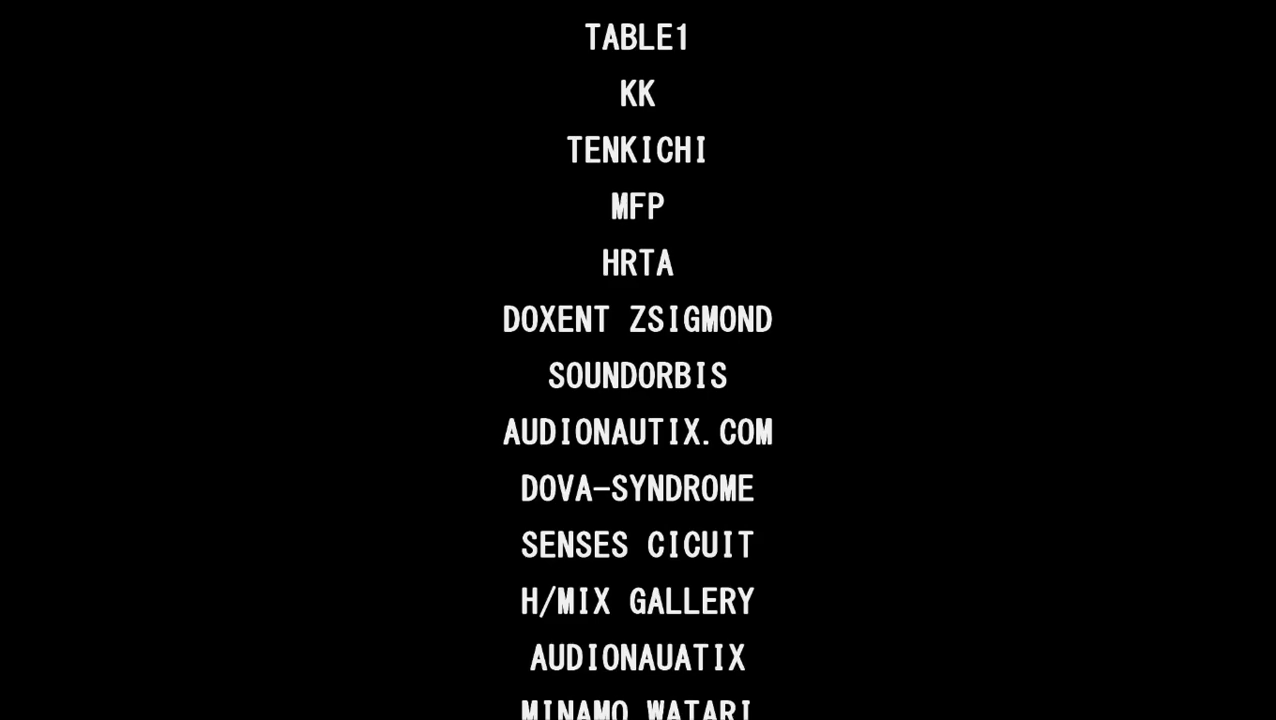 TABLE1
KK
TENKICHI
MFP
HRTA
DOXENT ZSIGMOND
SOUNDORBIS
AUDIONAUTIX.COM
DOVA-SYNDROME
SENSES CICUIT
H/MIX GALLERY
AUDIONAUATIX
MINAMO WATARI